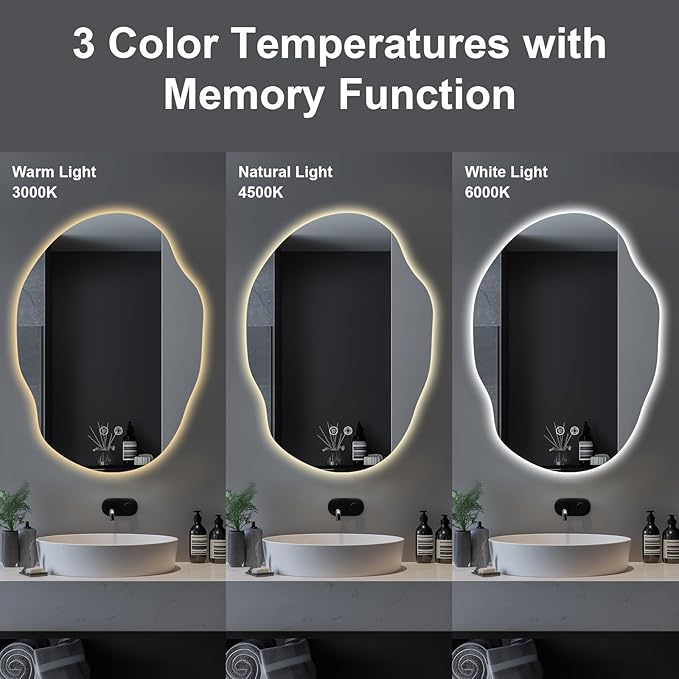 3 Color Temperatures with
Memory Function
Warm Light
3000K
Natural Light
4500K
White Light
6000K